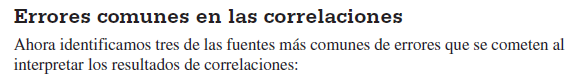 Errores comunes en las correlaciones
Ahora identificamos tres de las fuentes más comunes de errores que se cometen al
interpretar los resultados de correlaciones: